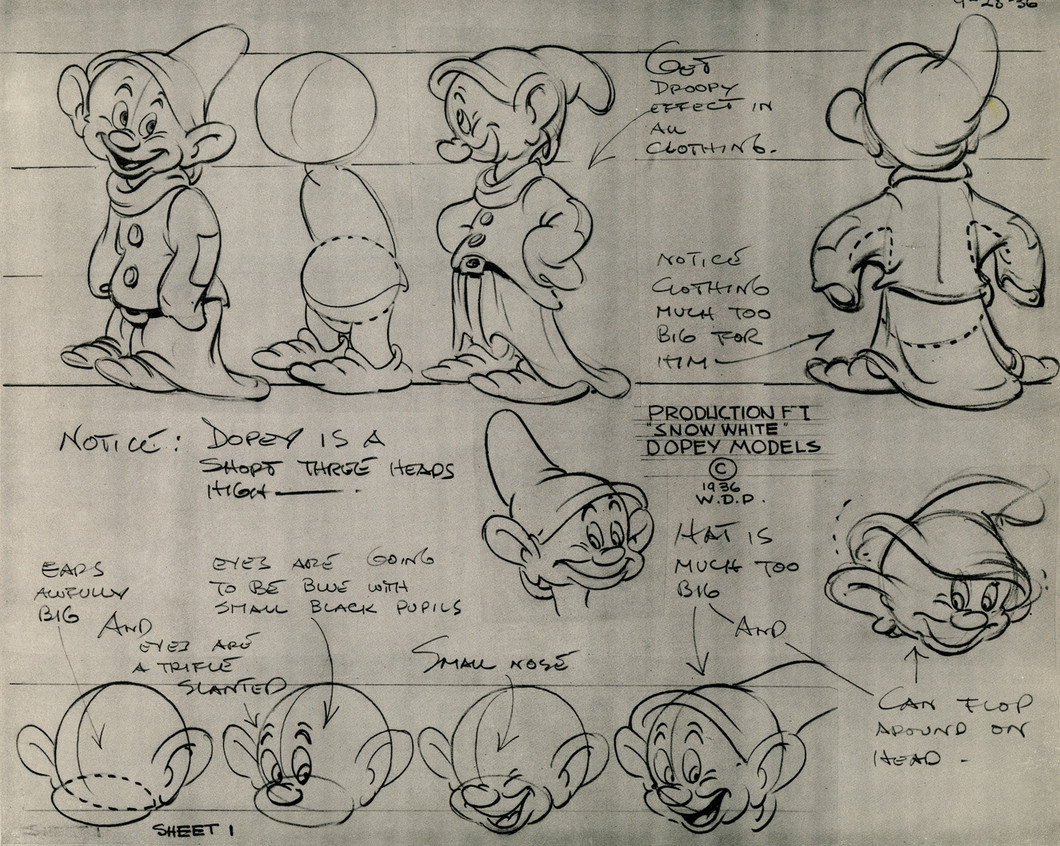 9-28-36
GET
DROOPY
EFFECT IN
ALL
CLOTHING.
NOTICE
CLOTHING
MUCH TOO
BIG FOR
HIM
PRODUCTION FT
"SNOW WHITE"
DOPEY MODELS
©
1936
W.D.P.
NOTICE: DOPEY IS A
SHORT THREE HEADS
HIGH
HAT IS
MUCH TOO
BIG
AND
CAN FLOP
AROUND ON
HEAD -
EARS
AWFULLY
BIG
AND
EYES ARE
A TRIFLE
SLANTED
EYES ARE GOING
TO BE BLUE WITH
SMALL BLACK PUPILS
SMALL NOSE
SHEET 1